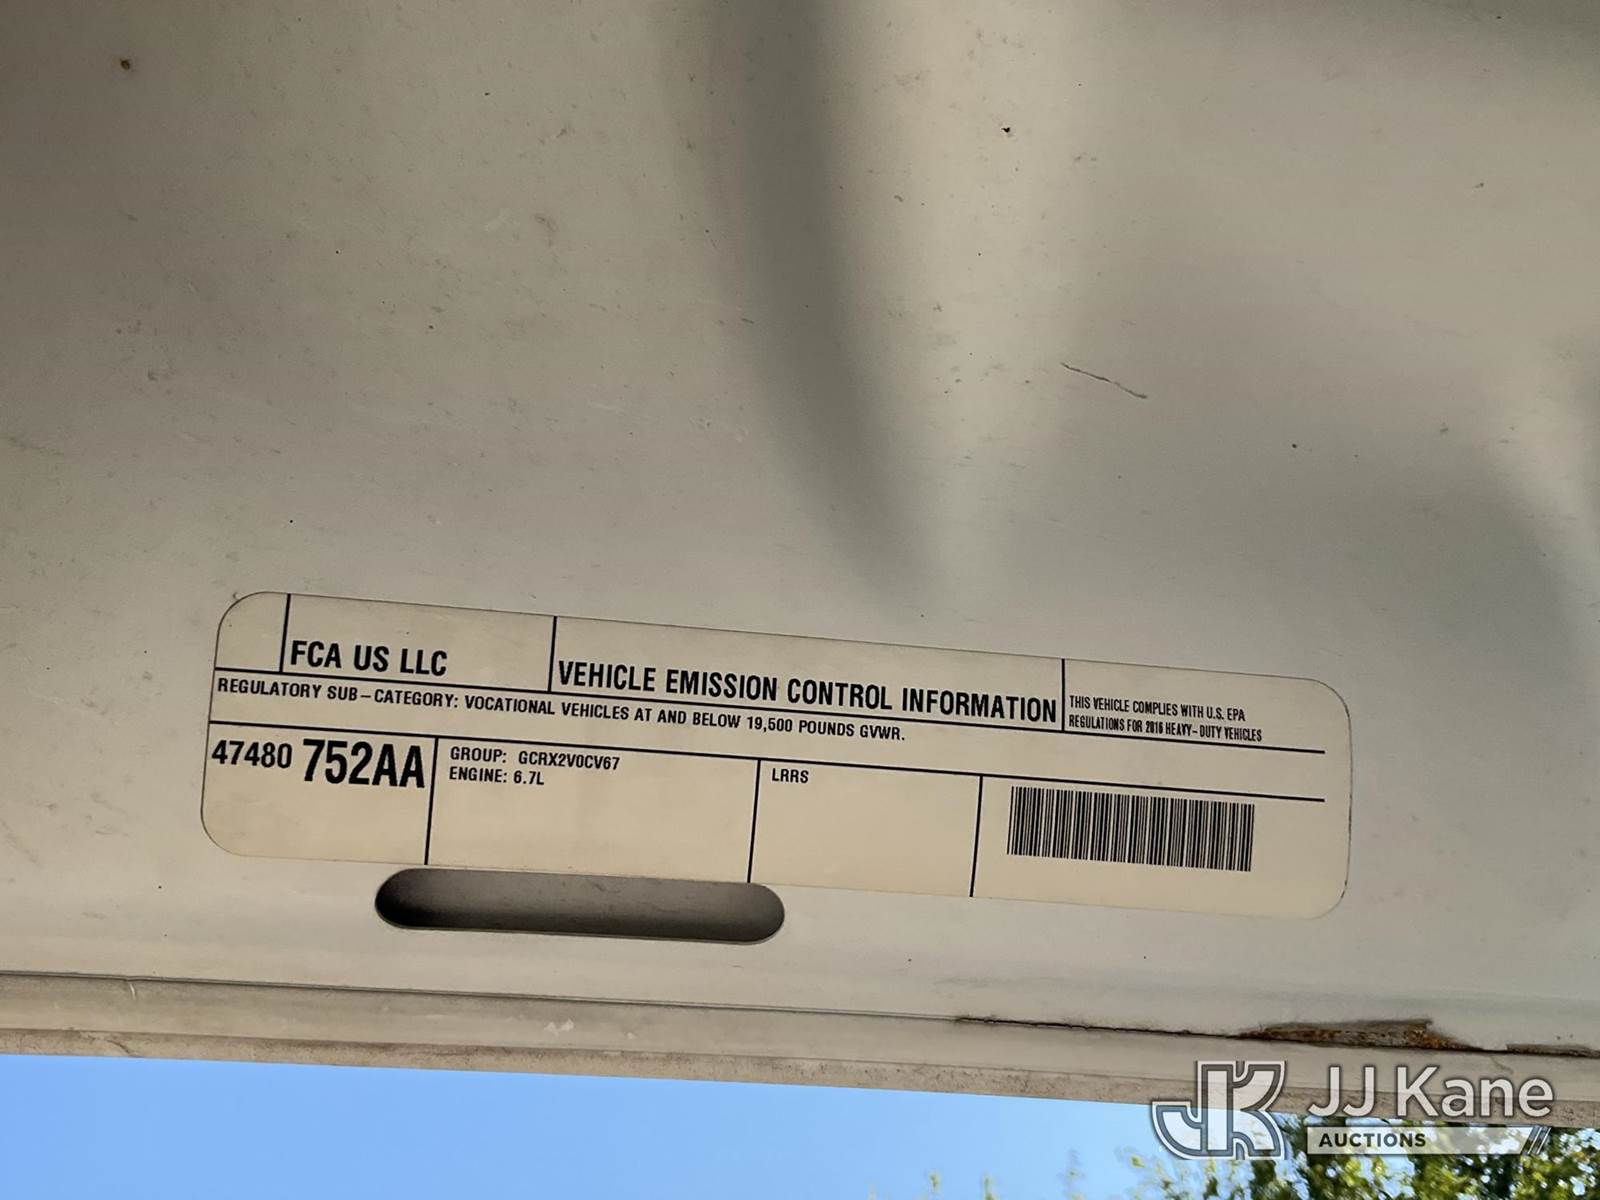 FCA US LLC
VEHICLE EMISSION CONTROL INFORMATION
THIS VEHICLE COMPLIES WITH U.S. EPA
REGULATIONS FOR 2016 HEAVY-DUTY VEHICLES
REGULATORY SUB-CATEGORY: VOCATIONAL VEHICLES AT AND BELOW 19,500 POUNDS GVWR.
47480 752AA
GROUP: GCRX2VOCV67
ENGINE: 6.7L
LRRS
JK JJ Kane
AUCTIONS